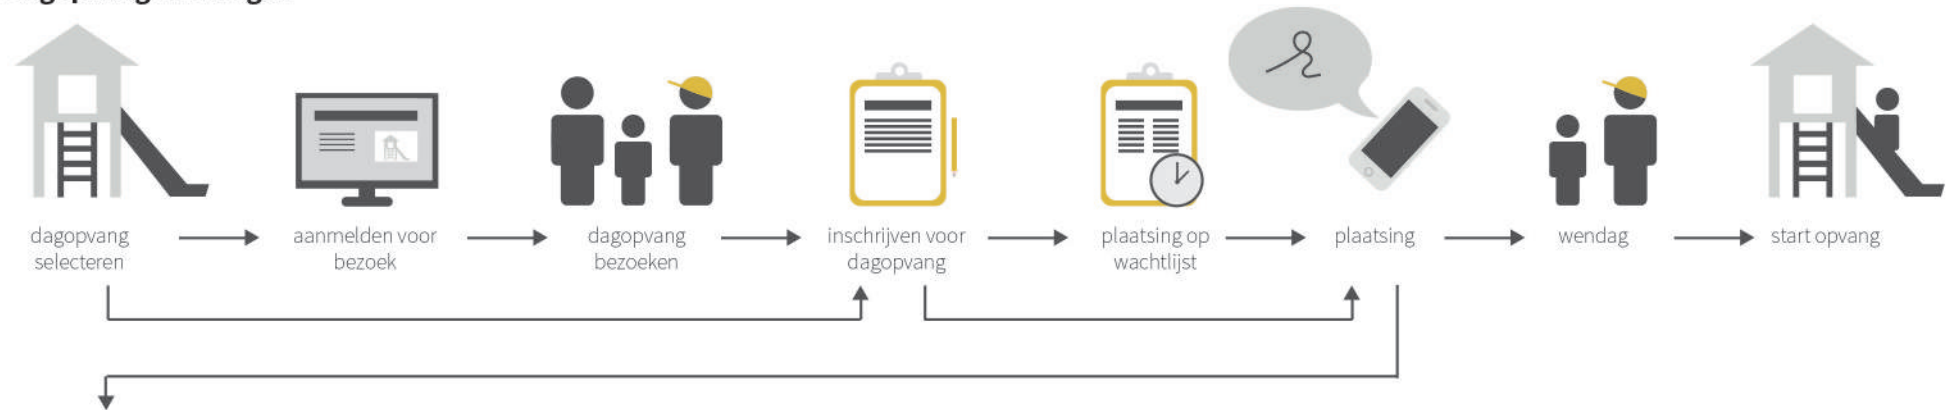 dagopvang
selecteren
aanmelden voor
bezoek
dagopvang
bezoeken
inschrijven voor
dagopvang
plaatsing op
wachtlijst
plaatsing
wendag
start opvang